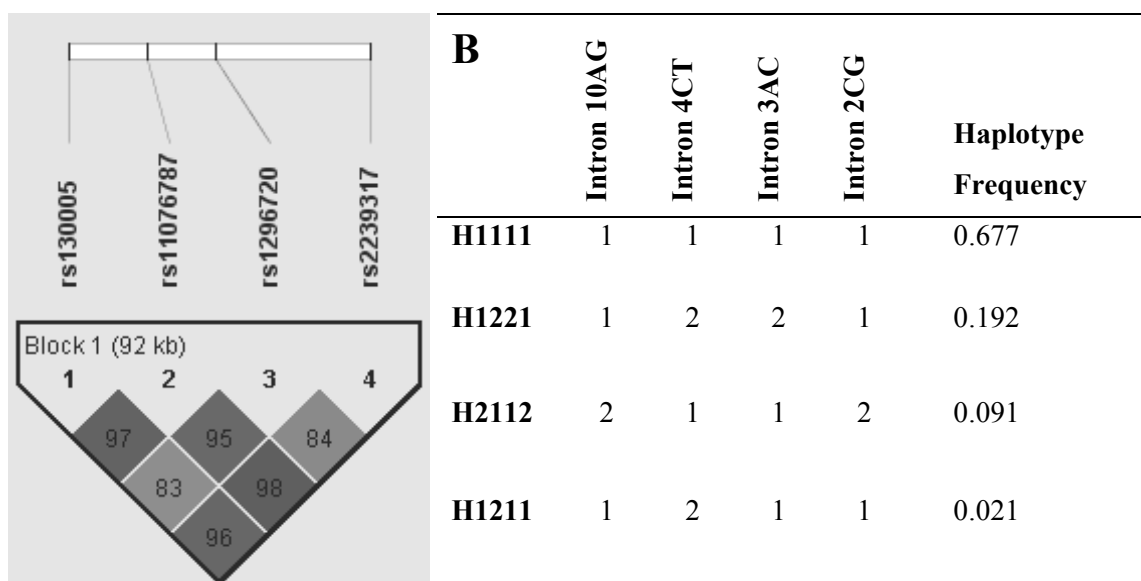 rs130005
rs11076787
rs1296720
rs2239317
Block 1 (92 kb)
1 2 3 4
97 95 84
83 98
96
B
Intron 10AG
Intron 4CT
Intron 3AC
Intron 2CG
Haplotype
Frequency
H1111 1 1 1 1 0.677
H1221 1 2 2 1 0.192
H2112 2 1 1 2 0.091
H1211 1 2 1 1 0.021